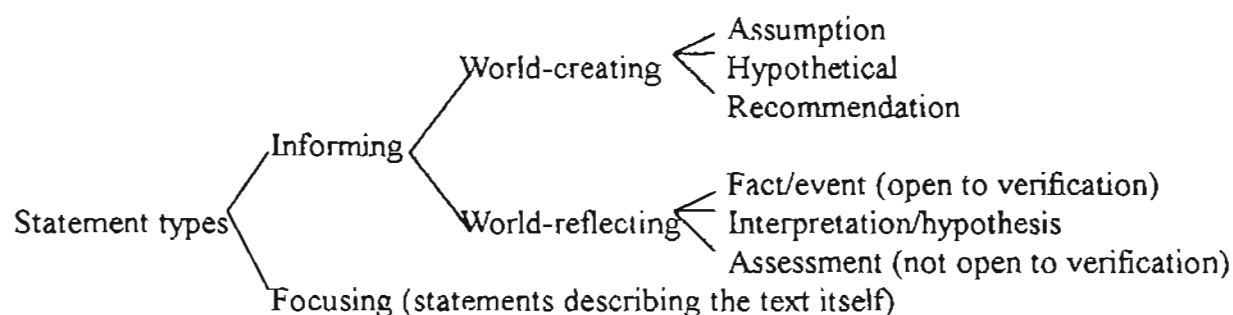 Assumption
World-creating
Hypothetical
Recommendation
Informing
Fact/event (open to verification)
Statement types
World-reflecting
Interpretation/hypothesis
Assessment (not open to verification)
Focusing (statements describing the text itself)